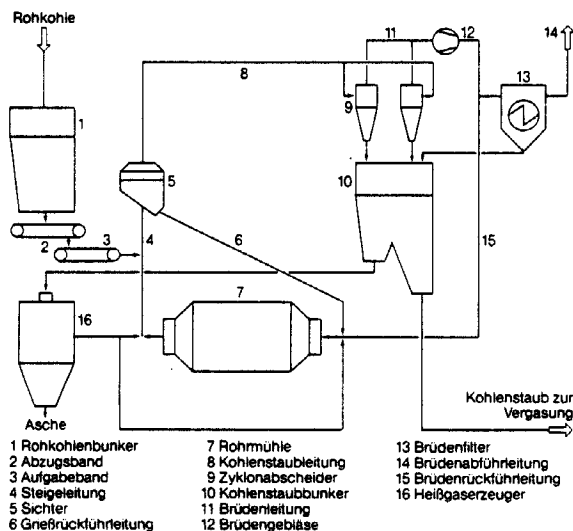 Rohkohle
11
12
14
13
8
1
9
5
10
2
3
4
6
15
7
16
Kohlenstaub zur
Vergasung
Asche
1 Rohkohlenbunker
2 Abzugsband
3 Aufgabeband
4 Steigeleitung
5 Sichter
6 Grießrückführleitung
7 Rohrmühle
8 Kohlenstaubleitung
9 Zyklonabscheider
10 Kohlenstaubbunker
11 Brüdenleitung
12 Brüdengebläse
13 Brüdenfilter
14 Brüdenabführleitung
15 Brüdenrückführleitung
16 Heißgaserzeuger